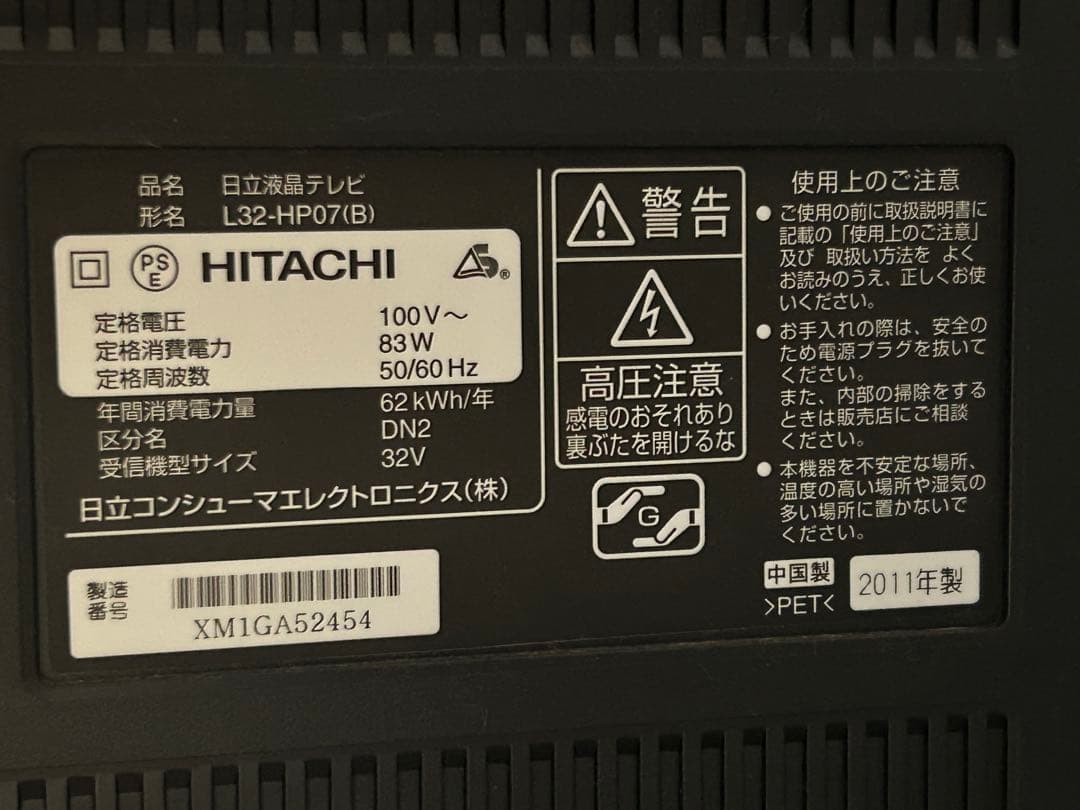 品名 日立液晶テレビ
形名 L32-HP07(B)
PS
E
HITACHI
®
定格電圧 100V～
定格消費電力 83W
定格周波数 50/60Hz
年間消費電力量 62kWh/年
区分名 DN2
受信機型サイズ 32V
日立コンシューマエレクトロニクス(株)
製造
番号
XM1GA52454
警告
高圧注意
感電のおそれあり
裏ぶたを開けるな
G
使用上のご注意
●ご使用の前に取扱説明書に
記載の「使用上のご注意」
及び 取扱い方法を よく
お読みのうえ、正しくお使
いください。
●お手入れの際は、安全の
ため電源プラグを抜いて
ください。
また、内部の掃除をする
ときは販売店にご相談
ください。
●本機器を不安定な場所、
温度の高い場所や湿気の
多い場所に置かないで
ください。
中国製
>PET<
2011年製